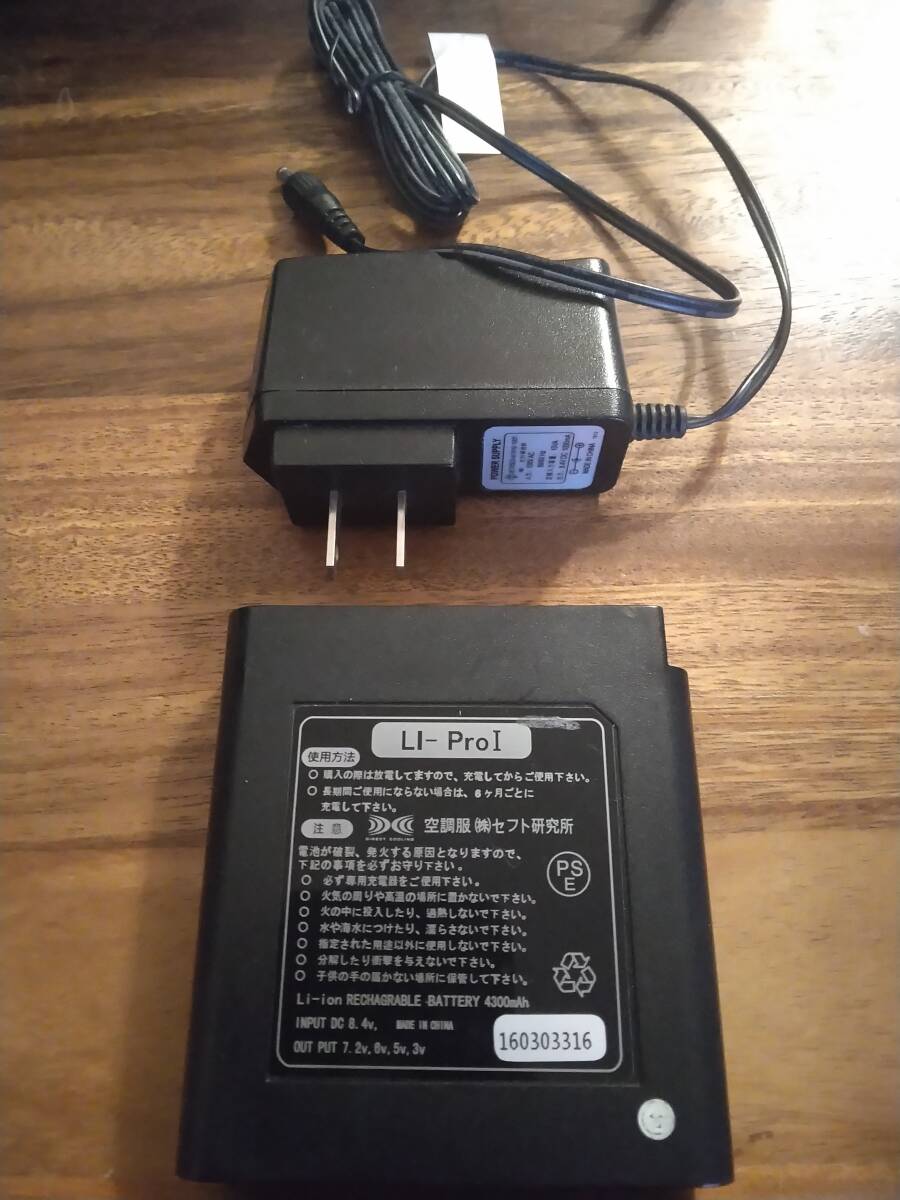 POWER SUPPLY
MADE IN CHINA
LI- ProI
使用方法
○ 購入の際は放電してますので、充電してからご使用下さい。
○ 長期間ご使用にならない場合は、6ヶ月ごとに
充電して下さい。
注 意
DIRECT COOLING
空調服 ㈱セフト研究所
電池が破裂、発火する原因となりますので、
下記の事項を必ずお守り下さい。
○ 必ず専用充電器をご使用下さい。
○ 火気の周りや高温の場所に置かないで下さい。
○ 火の中に投入したり、過熱しないで下さい。
○ 水や海水につけたり、濡らさないで下さい。
○ 指定された用途以外に使用しないで下さい。
○ 分解したり衝撃を与えないで下さい。
○ 子供の手の届かない場所に保管して下さい。
PS
E
Li-ion RECHAGRABLE BATTERY 4300mAh
INPUT DC 8.4v, MADE IN CHINA
OUT PUT 7.2v,6v,5v,3v
160303316